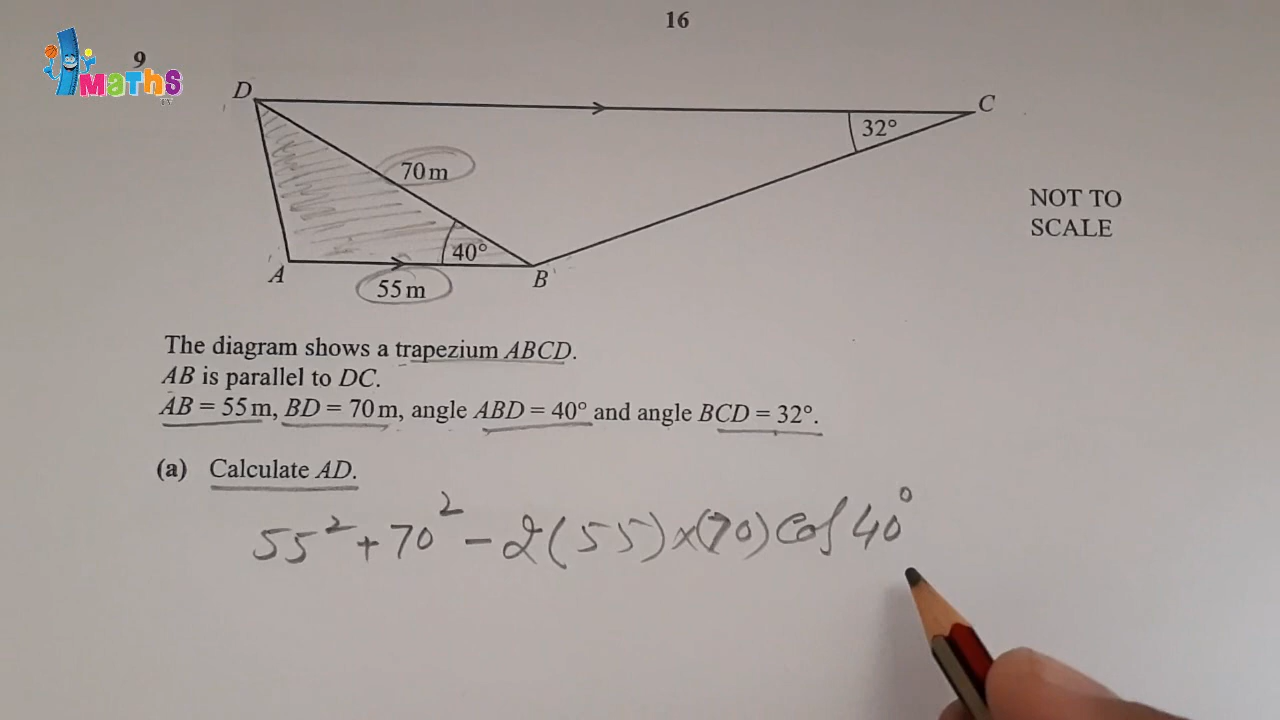 16
9
MatHs
TV
D
C
32°
70 m
NOT TO
SCALE
40°
A
B
55 m
The diagram shows a trapezium ABCD.
AB is parallel to DC.
AB = 55 m, BD = 70 m, angle ABD = 40° and angle BCD = 32°.
(a) Calculate AD.
55² + 70² - 2(55)×(70) Cos 40°